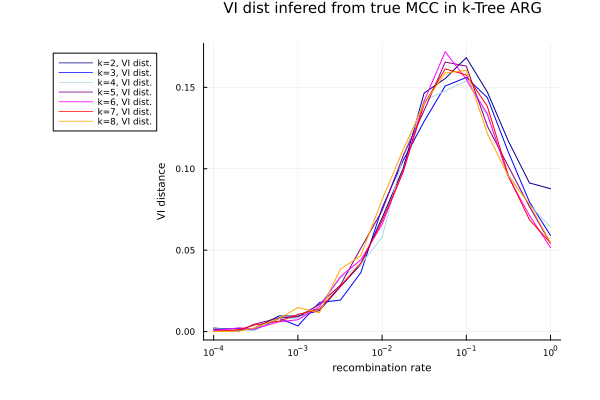 VI dist infered from true MCC in k-Tree ARG
k=2, VI dist.
k=3, VI dist.
k=4, VI dist.
k=5, VI dist.
k=6, VI dist.
k=7, VI dist.
k=8, VI dist.
VI distance
0.15
0.10
0.05
0.00
10⁻⁴
10⁻³
10⁻²
10⁻¹
10⁰
recombination rate